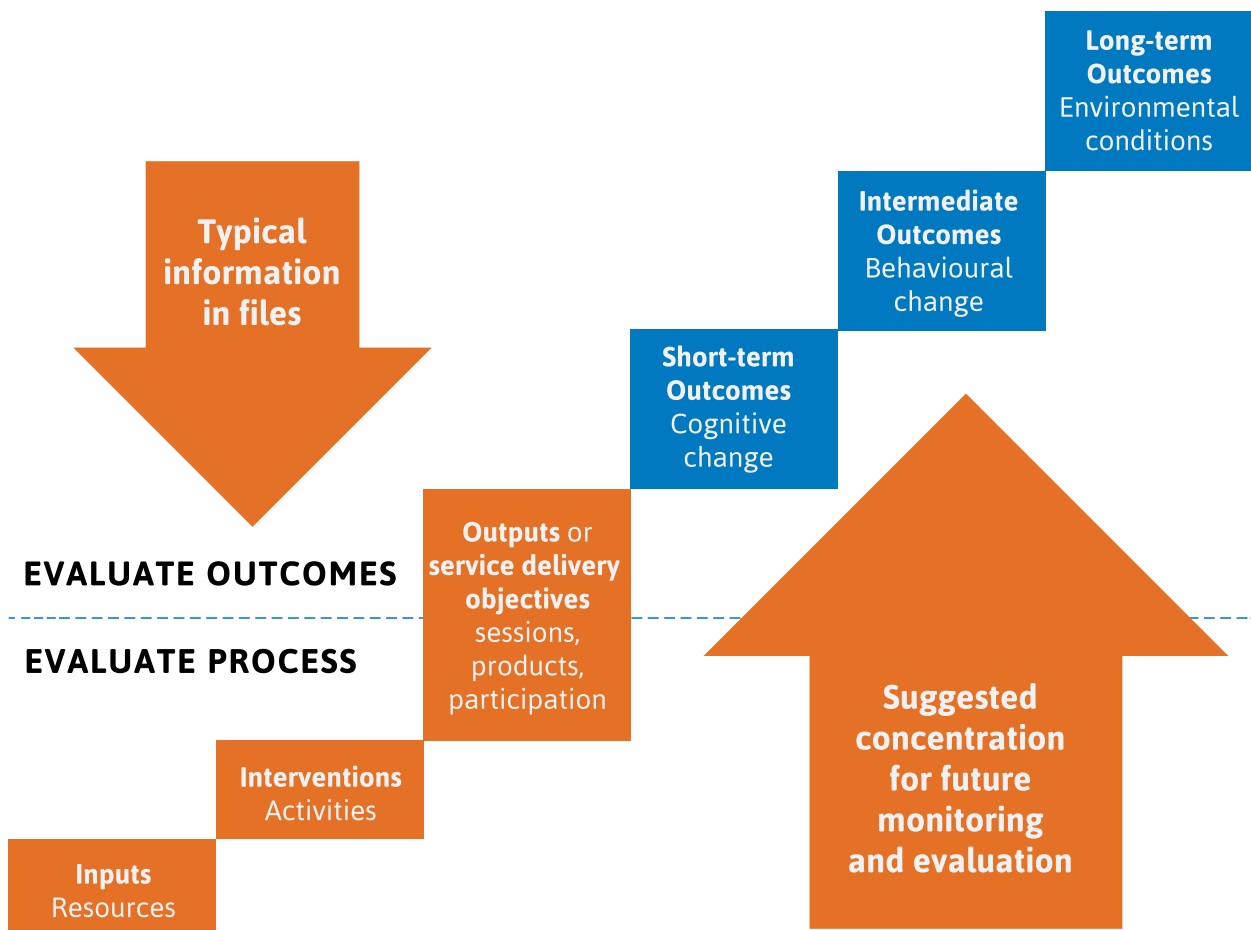 Long-term
Outcomes
Environmental
conditions
Intermediate
Outcomes
Behavioural
change
Typical
information
in files
Short-term
Outcomes
Cognitive
change
Outputs or
service delivery
objectives
sessions,
products,
participation
EVALUATE OUTCOMES
EVALUATE PROCESS
Interventions
Activities
Inputs
Resources
Suggested
concentration
for future
monitoring
and evaluation